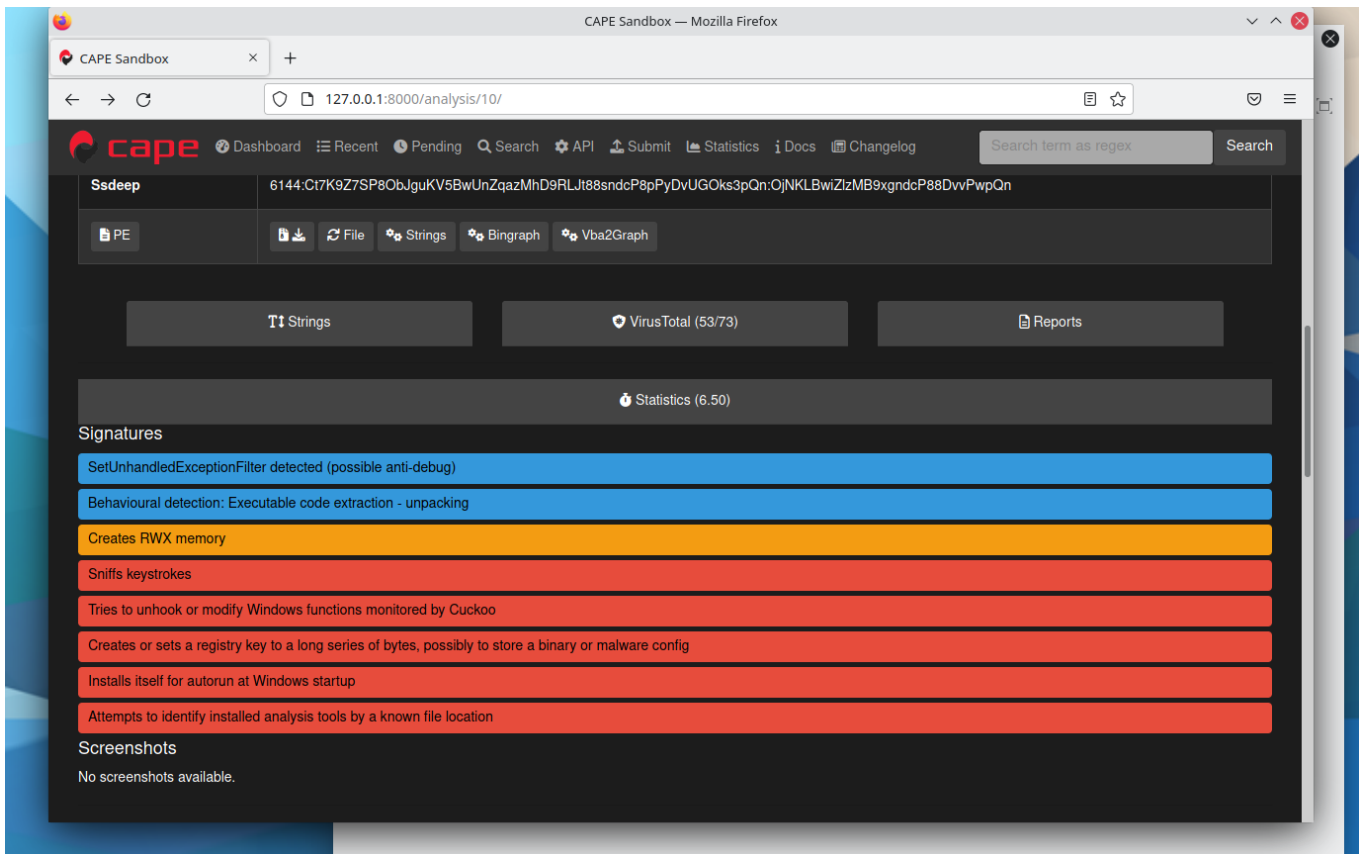 CAPE Sandbox — Mozilla Firefox
CAPE Sandbox
127.0.0.1:8000/analysis/10/
cape Dashboard Recent Pending Search API Submit Statistics Docs Changelog Search term as regex Search
Ssdeep 6144:Ct7K9Z7SP8ObJguKV5BwUnZqazMhD9RLJt88sndcP8pPyDvUGOks3pQn:OjNKLBwiZlzMB9xgndcP88DvvPwpQn
PE File Strings Bingraph Vba2Graph
Strings VirusTotal (53/73) Reports
Statistics (6.50)
Signatures
SetUnhandledExceptionFilter detected (possible anti-debug)
Behavioural detection: Executable code extraction - unpacking
Creates RWX memory
Sniffs keystrokes
Tries to unhook or modify Windows functions monitored by Cuckoo
Creates or sets a registry key to a long series of bytes, possibly to store a binary or malware config
Installs itself for autorun at Windows startup
Attempts to identify installed analysis tools by a known file location
Screenshots
No screenshots available.